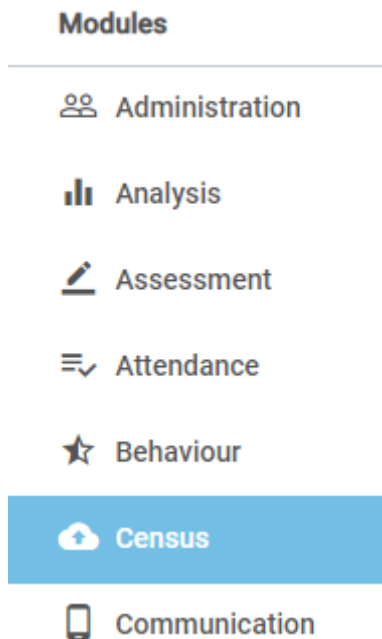 Modules
Administration
Analysis
Assessment
Attendance
Behaviour
Census
Communication